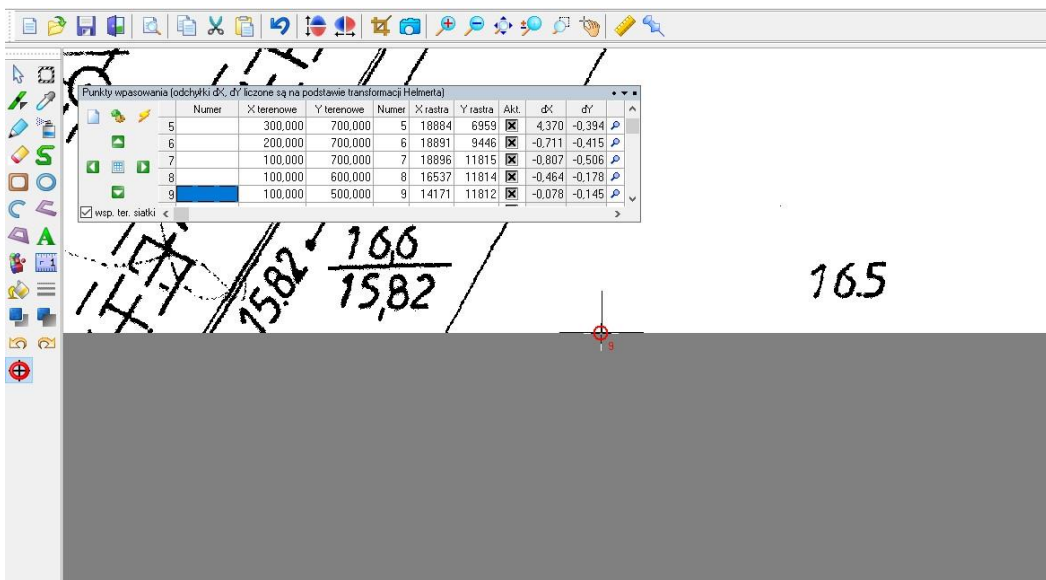 Punkty wpasowania (odchyłki dX, dY liczone są na podstawie transformacji Helmerta)
Numer X terenowe Y terenowe Numer X rastra Y rastra Akt. dX dY
5 300,000 700,000 5 18884 6959 4,370 -0,394
6 200,000 700,000 6 18891 9446 -0,711 -0,415
7 100,000 700,000 7 18896 11815 -0,807 -0,506
8 100,000 600,000 8 16537 11814 -0,464 -0,178
9 100,000 500,000 9 14171 11812 -0,078 -0,145
wsp. ter. siatki
15.82
16,6
15,82
16.5
9